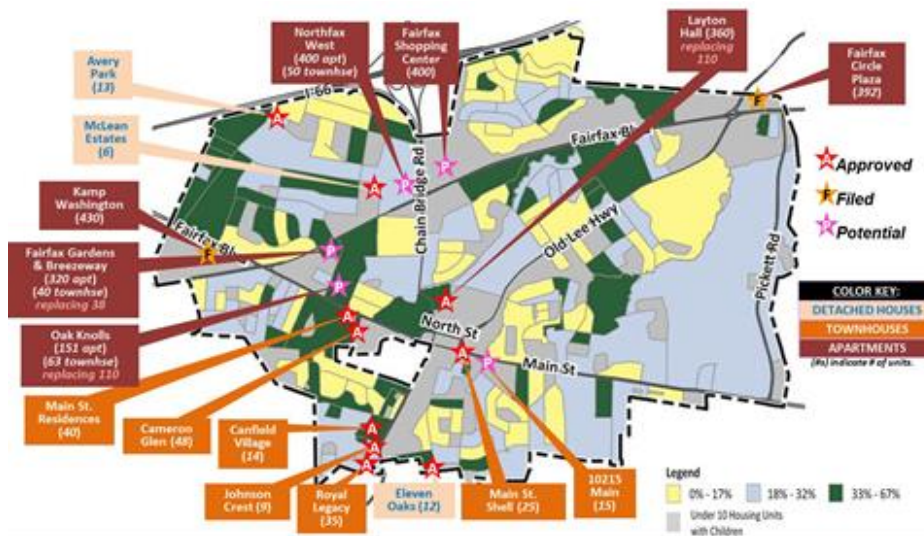 Avery
Park
(13)
McLean
Estates
(6)
Kamp
Washington
(430)
Fairfax Gardens
& Breezeway
(320 apt)
(40 townhse)
replacing 38
Oak Knolls
(151 apt)
(63 townhse)
replacing 110
Main St.
Residences
(40)
Cameron
Glen (48)
Canfield
Village
(14)
Johnson
Crest (9)
Royal
Legacy
(35)
Eleven
Oaks (12)
Main St.
Shell (25)
10215
Main
(15)
Northfax
West
(400 apt)
(50 townhse)
Fairfax
Shopping
Center
(400)
Layton
Hall (360)
replacing
110
Fairfax
Circle
Plaza
(392)
I-66
Fairfax Bl
Chain Bridge Rd
Fairfax Bl
Old Lee Hwy
North St
Main St
Pickett Rd
A
A
A
A
A
A
A
A
A
A
P
P
P
P
P
F
F
A Approved
F Filed
P Potential
COLOR KEY:
DETACHED HOUSES
TOWNHOUSES
APARTMENTS
(#s) indicate # of units.
Legend
0% - 17%
18% - 32%
33% - 67%
Under 10 Housing Units
with Children